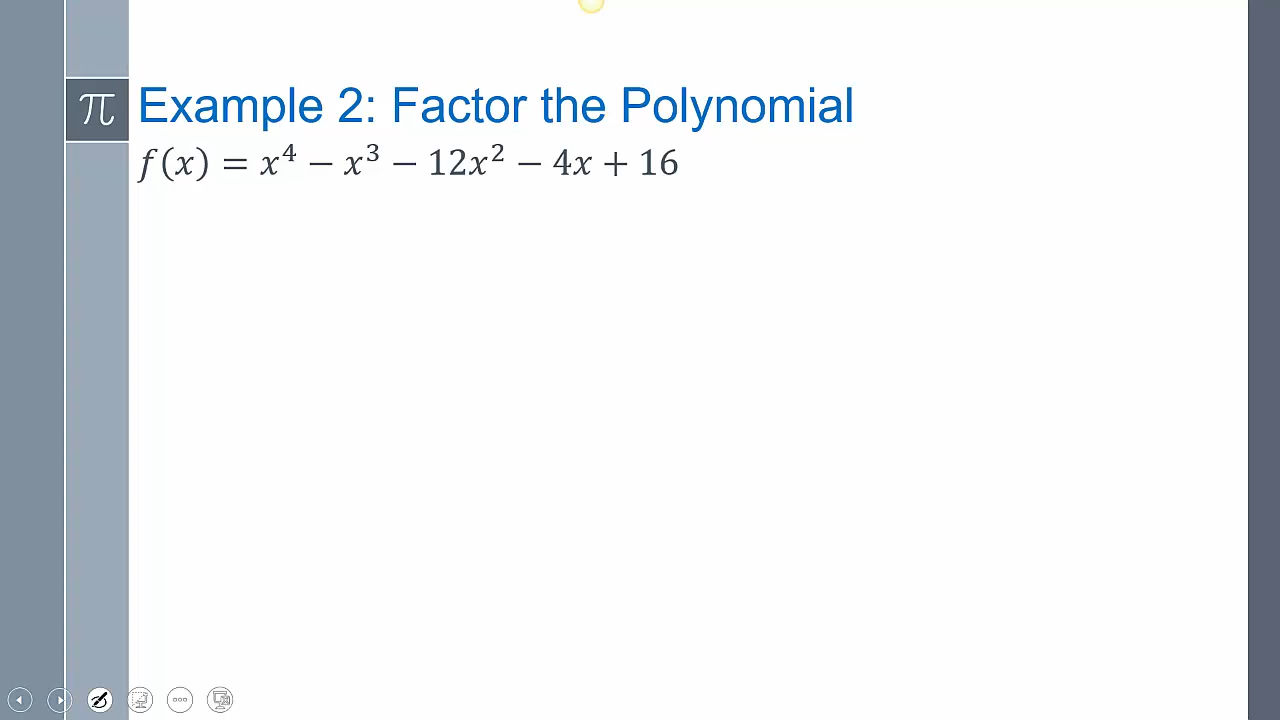 π
Example 2: Factor the Polynomial
f(x) = x⁴ − x³ − 12x² − 4x + 16